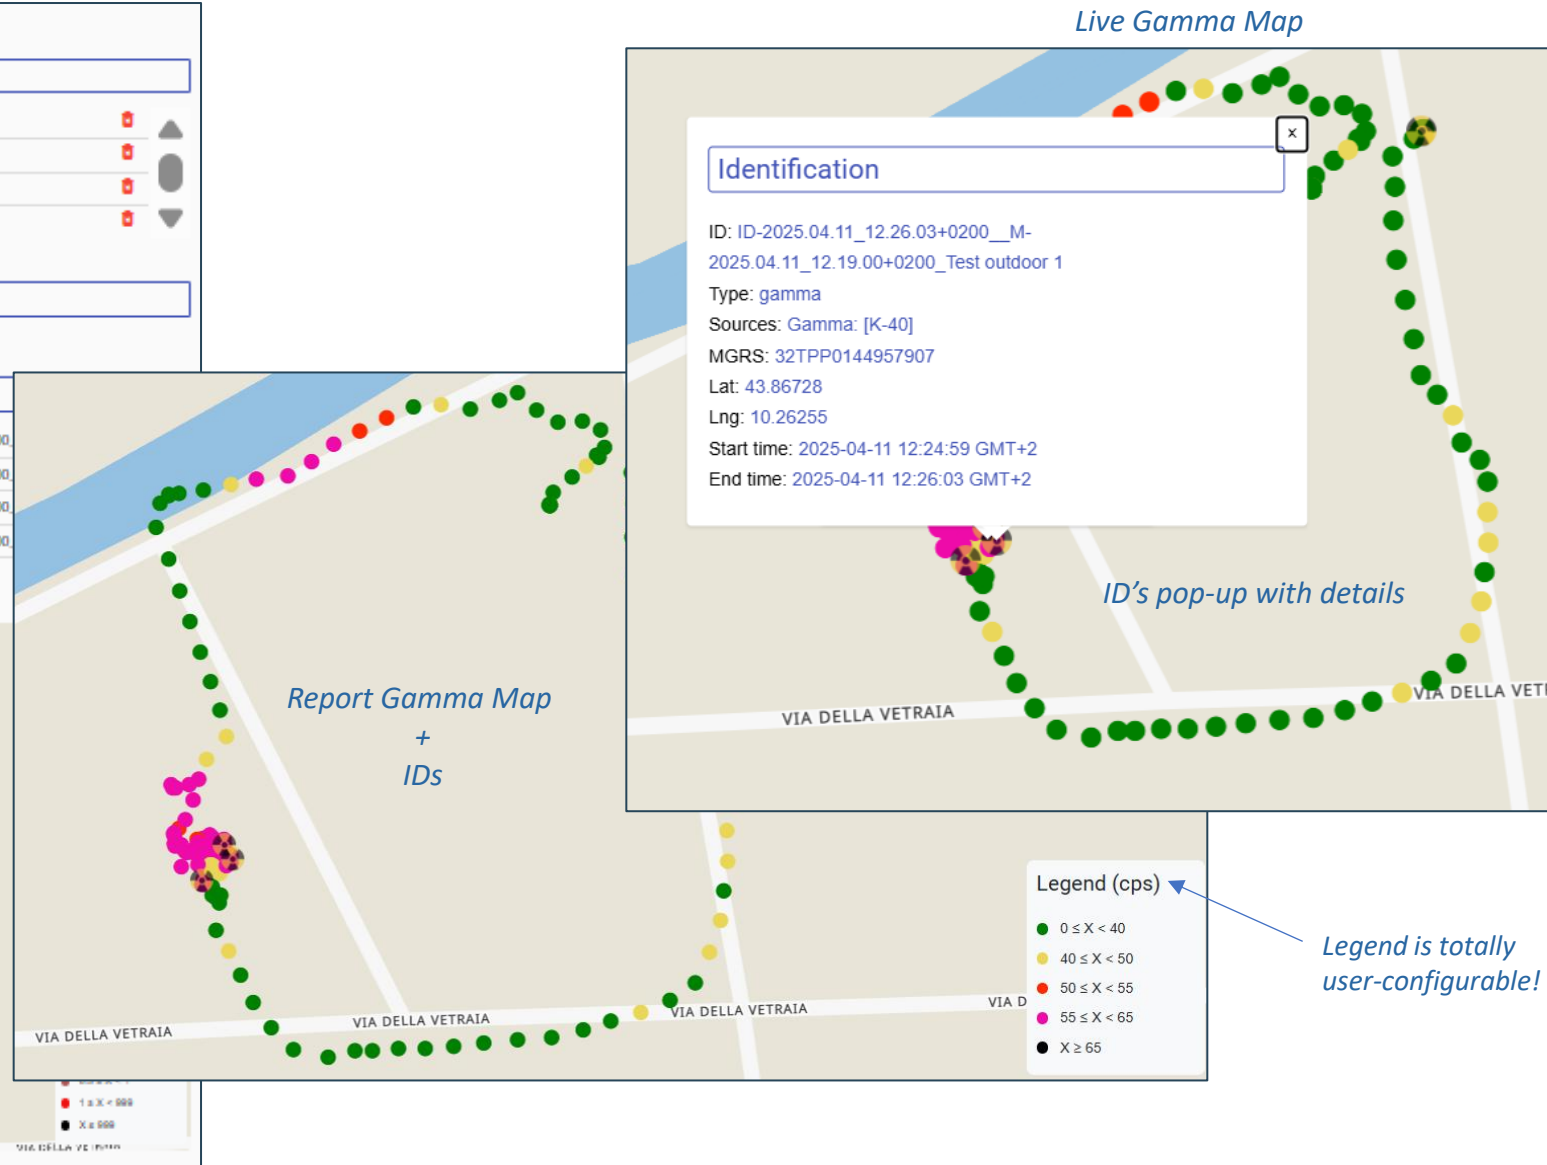 Live Gamma Map
x
Identification
ID: ID-2025.04.11_12.26.03+0200__M-
2025.04.11_12.19.00+0200_Test outdoor 1
Type: gamma
Sources: Gamma: [K-40]
MGRS: 32TPP0144957907
Lat: 43.86728
Lng: 10.26255
Start time: 2025-04-11 12:24:59 GMT+2
End time: 2025-04-11 12:26:03 GMT+2
ID's pop-up with details
VIA DELLA VETRAIA
VIA DELLA VET
Report Gamma Map
+
IDs
VIA DELLA VETRAIA
VIA DELLA VETRAIA
VIA DELLA VETRAIA
VIA D
Legend (cps)
0 ≤ X < 40
40 ≤ X < 50
50 ≤ X < 55
55 ≤ X < 65
X ≥ 65
Legend is totally
user-configurable!
1 ≤ X < 999
X ≥ 999